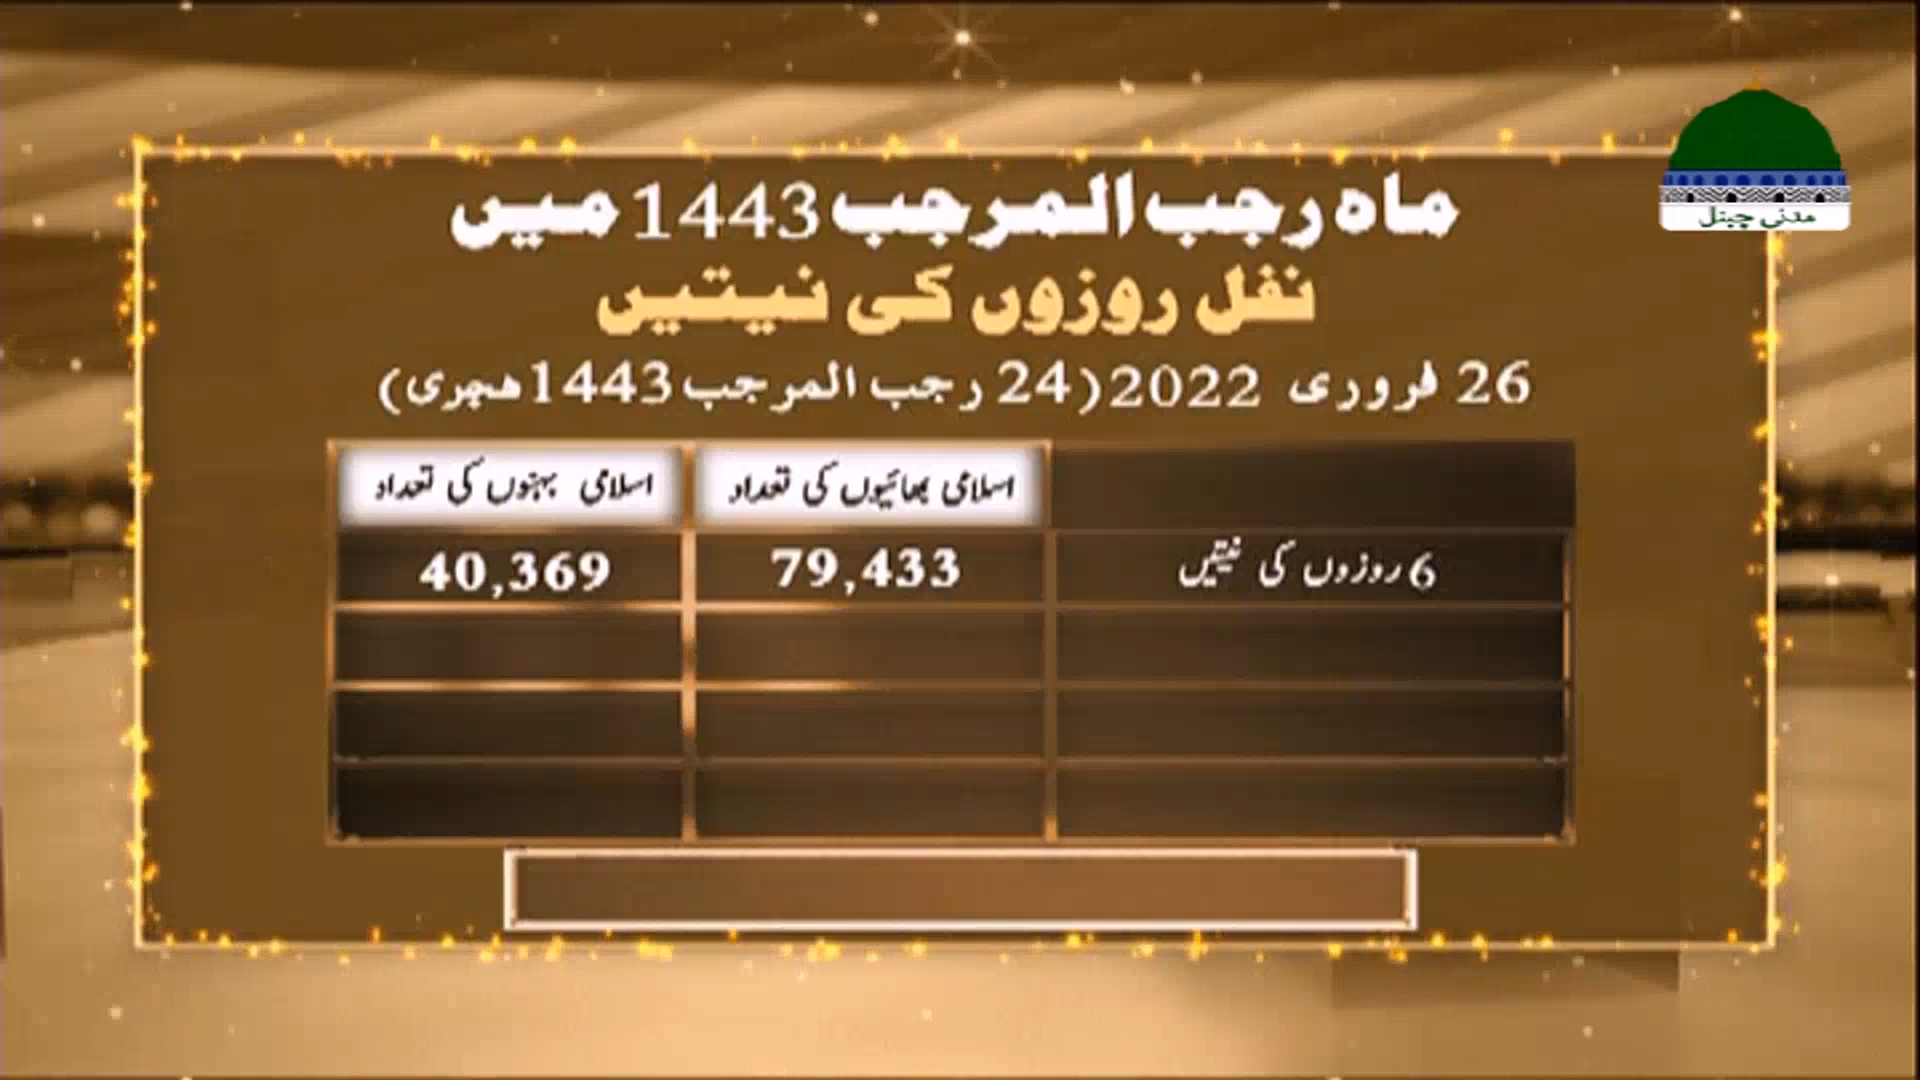 مدنی چینل
ماہ رجب المرجب 1443 میں
نفل روزوں کی نیتیں
26 فروری 2022 (24 رجب المرجب 1443 ھجری)
اسلامی بھائیوں کی تعداد اسلامی بہنوں کی تعداد
6 روزوں کی نیتیں 79,433 40,369